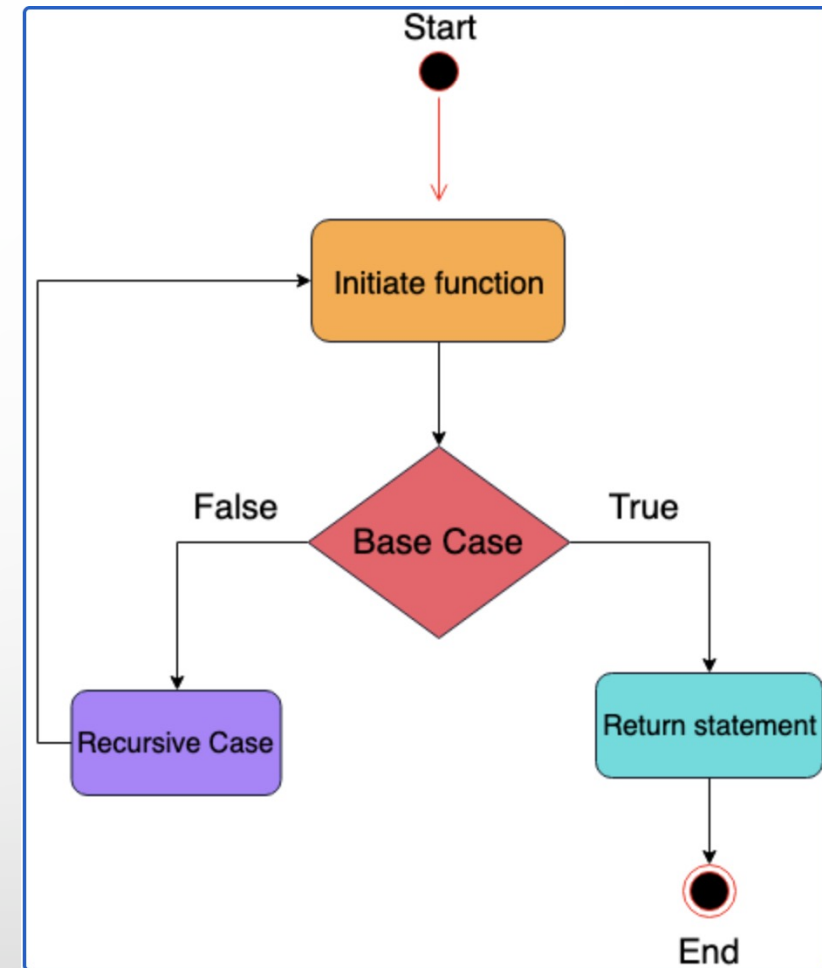 Start
Initiate function
False
True
Base Case
Return statement
Recursive Case
End